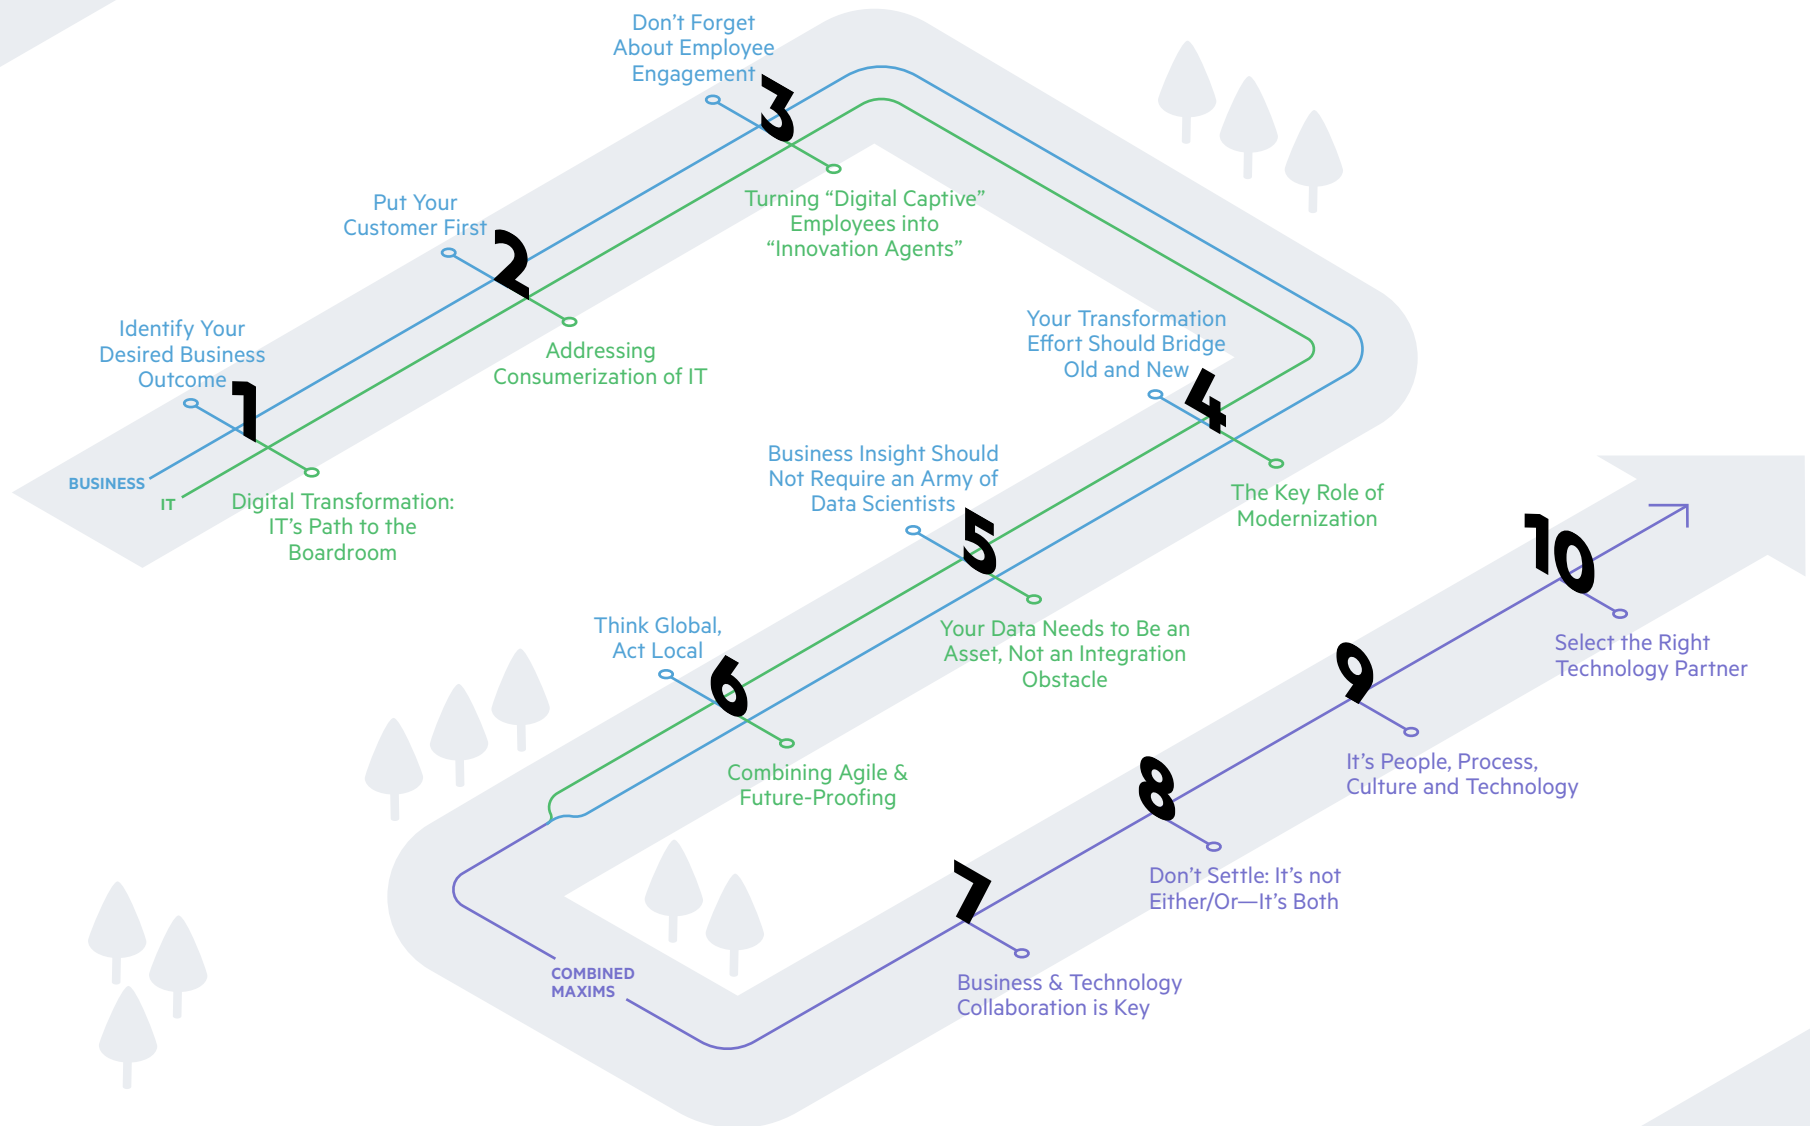 Don’t Forget
About Employee
Engagement
3
Turning “Digital Captive”
Employees into
“Innovation Agents”
Put Your
Customer First
2
Addressing
Consumerization of IT
Identify Your
Desired Business
Outcome
1
BUSINESS
IT
Digital Transformation:
IT’s Path to the
Boardroom
Your Transformation
Effort Should Bridge
Old and New
4
The Key Role of
Modernization
Business Insight Should
Not Require an Army of
Data Scientists
5
Your Data Needs to Be an
Asset, Not an Integration
Obstacle
Think Global,
Act Local
6
Combining Agile &
Future-Proofing
COMBINED
MAXIMS
7
Business & Technology
Collaboration is Key
8
Don’t Settle: It’s not
Either/Or—It’s Both
9
It’s People, Process,
Culture and Technology
10
Select the Right
Technology Partner